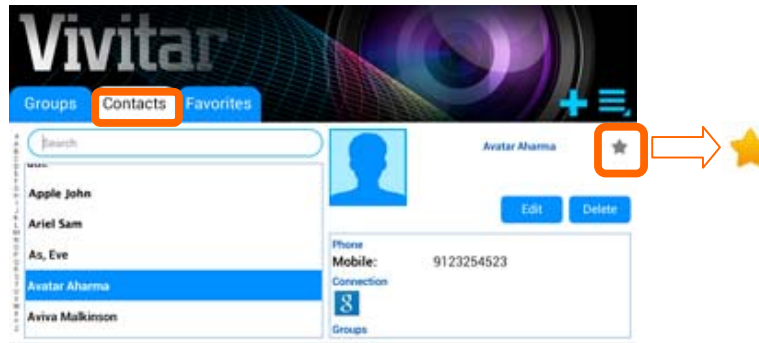 Vivitar
Groups Contacts Favorites
Search
Apple John
Ariel Sam
As, Eve
Avatar Aharma
Aviva Malkinson
Avatar Aharma
Edit Delete
Phone
Mobile: 9123254523
Connection
8
Groups